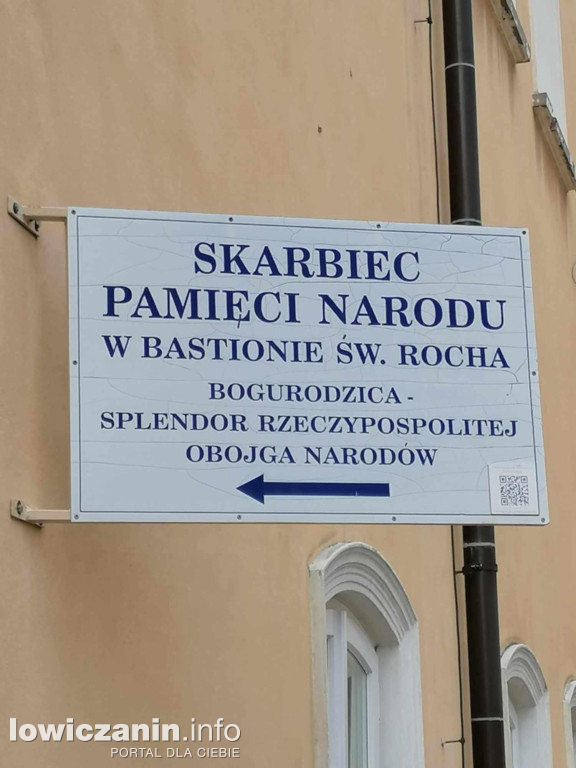 SKARBIEC
PAMIĘCI NARODU
W BASTIONIE ŚW. ROCHA
BOGURODZICA -
SPLENDOR RZECZYPOSPOLITEJ
OBOJGA NARODÓW
lowiczanin.info
PORTAL DLA CIEBIE